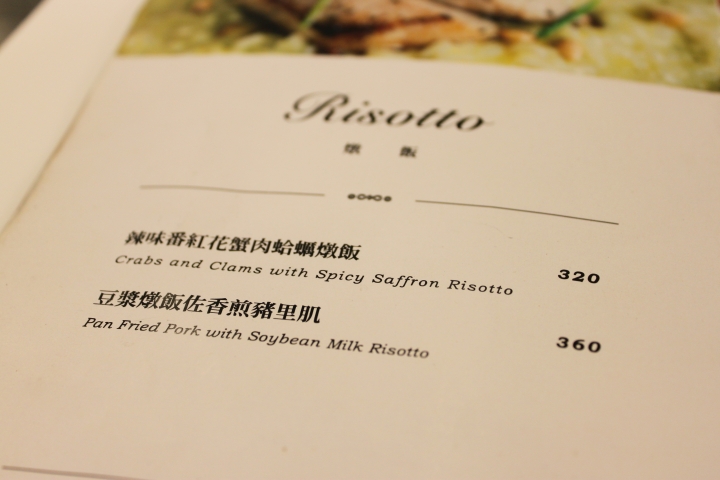 Risotto
燉 飯
辣味番紅花蟹肉蛤蠣燉飯
Crabs and Clams with Spicy Saffron Risotto 320
豆漿燉飯佐香煎豬里肌
Pan Fried Pork with Soybean Milk Risotto 360